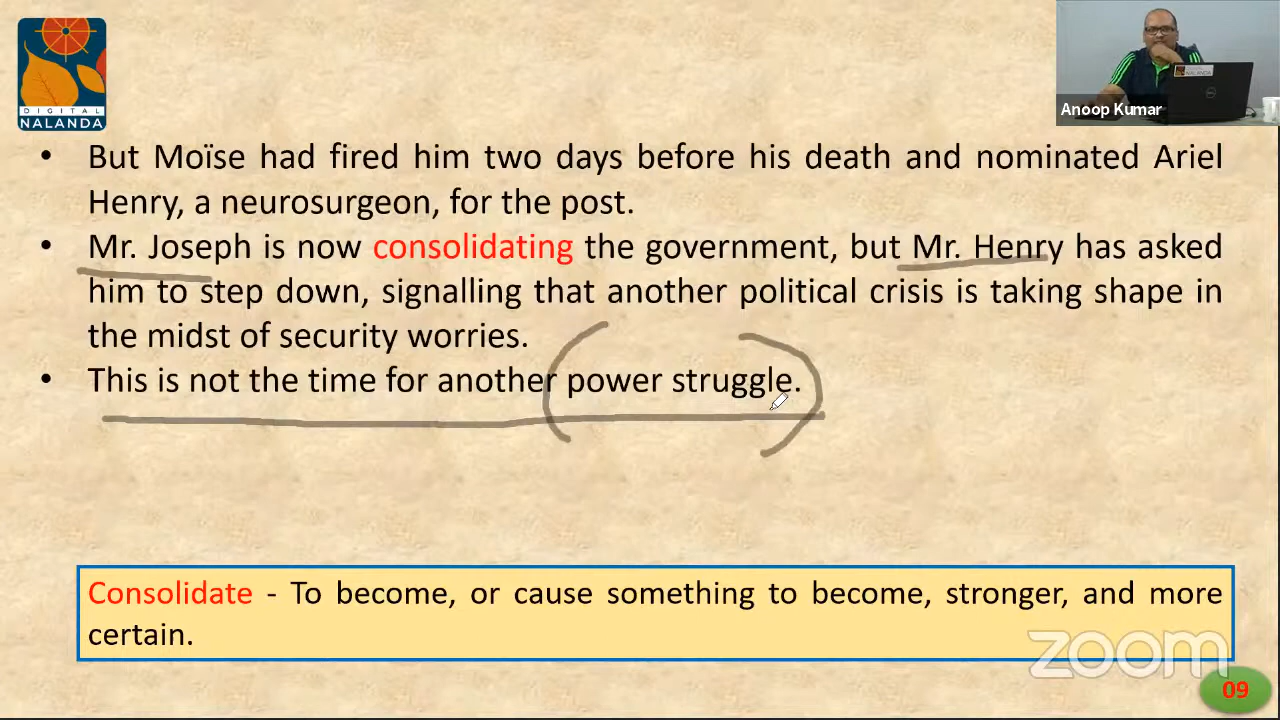 DIGITAL
NALANDA
NALANDA
Anoop Kumar
• But Moïse had fired him two days before his death and nominated Ariel
Henry, a neurosurgeon, for the post.
• Mr. Joseph is now consolidating the government, but Mr. Henry has asked
him to step down, signalling that another political crisis is taking shape in
the midst of security worries.
• This is not the time for another power struggle.
Consolidate - To become, or cause something to become, stronger, and more
certain.
zoom
09